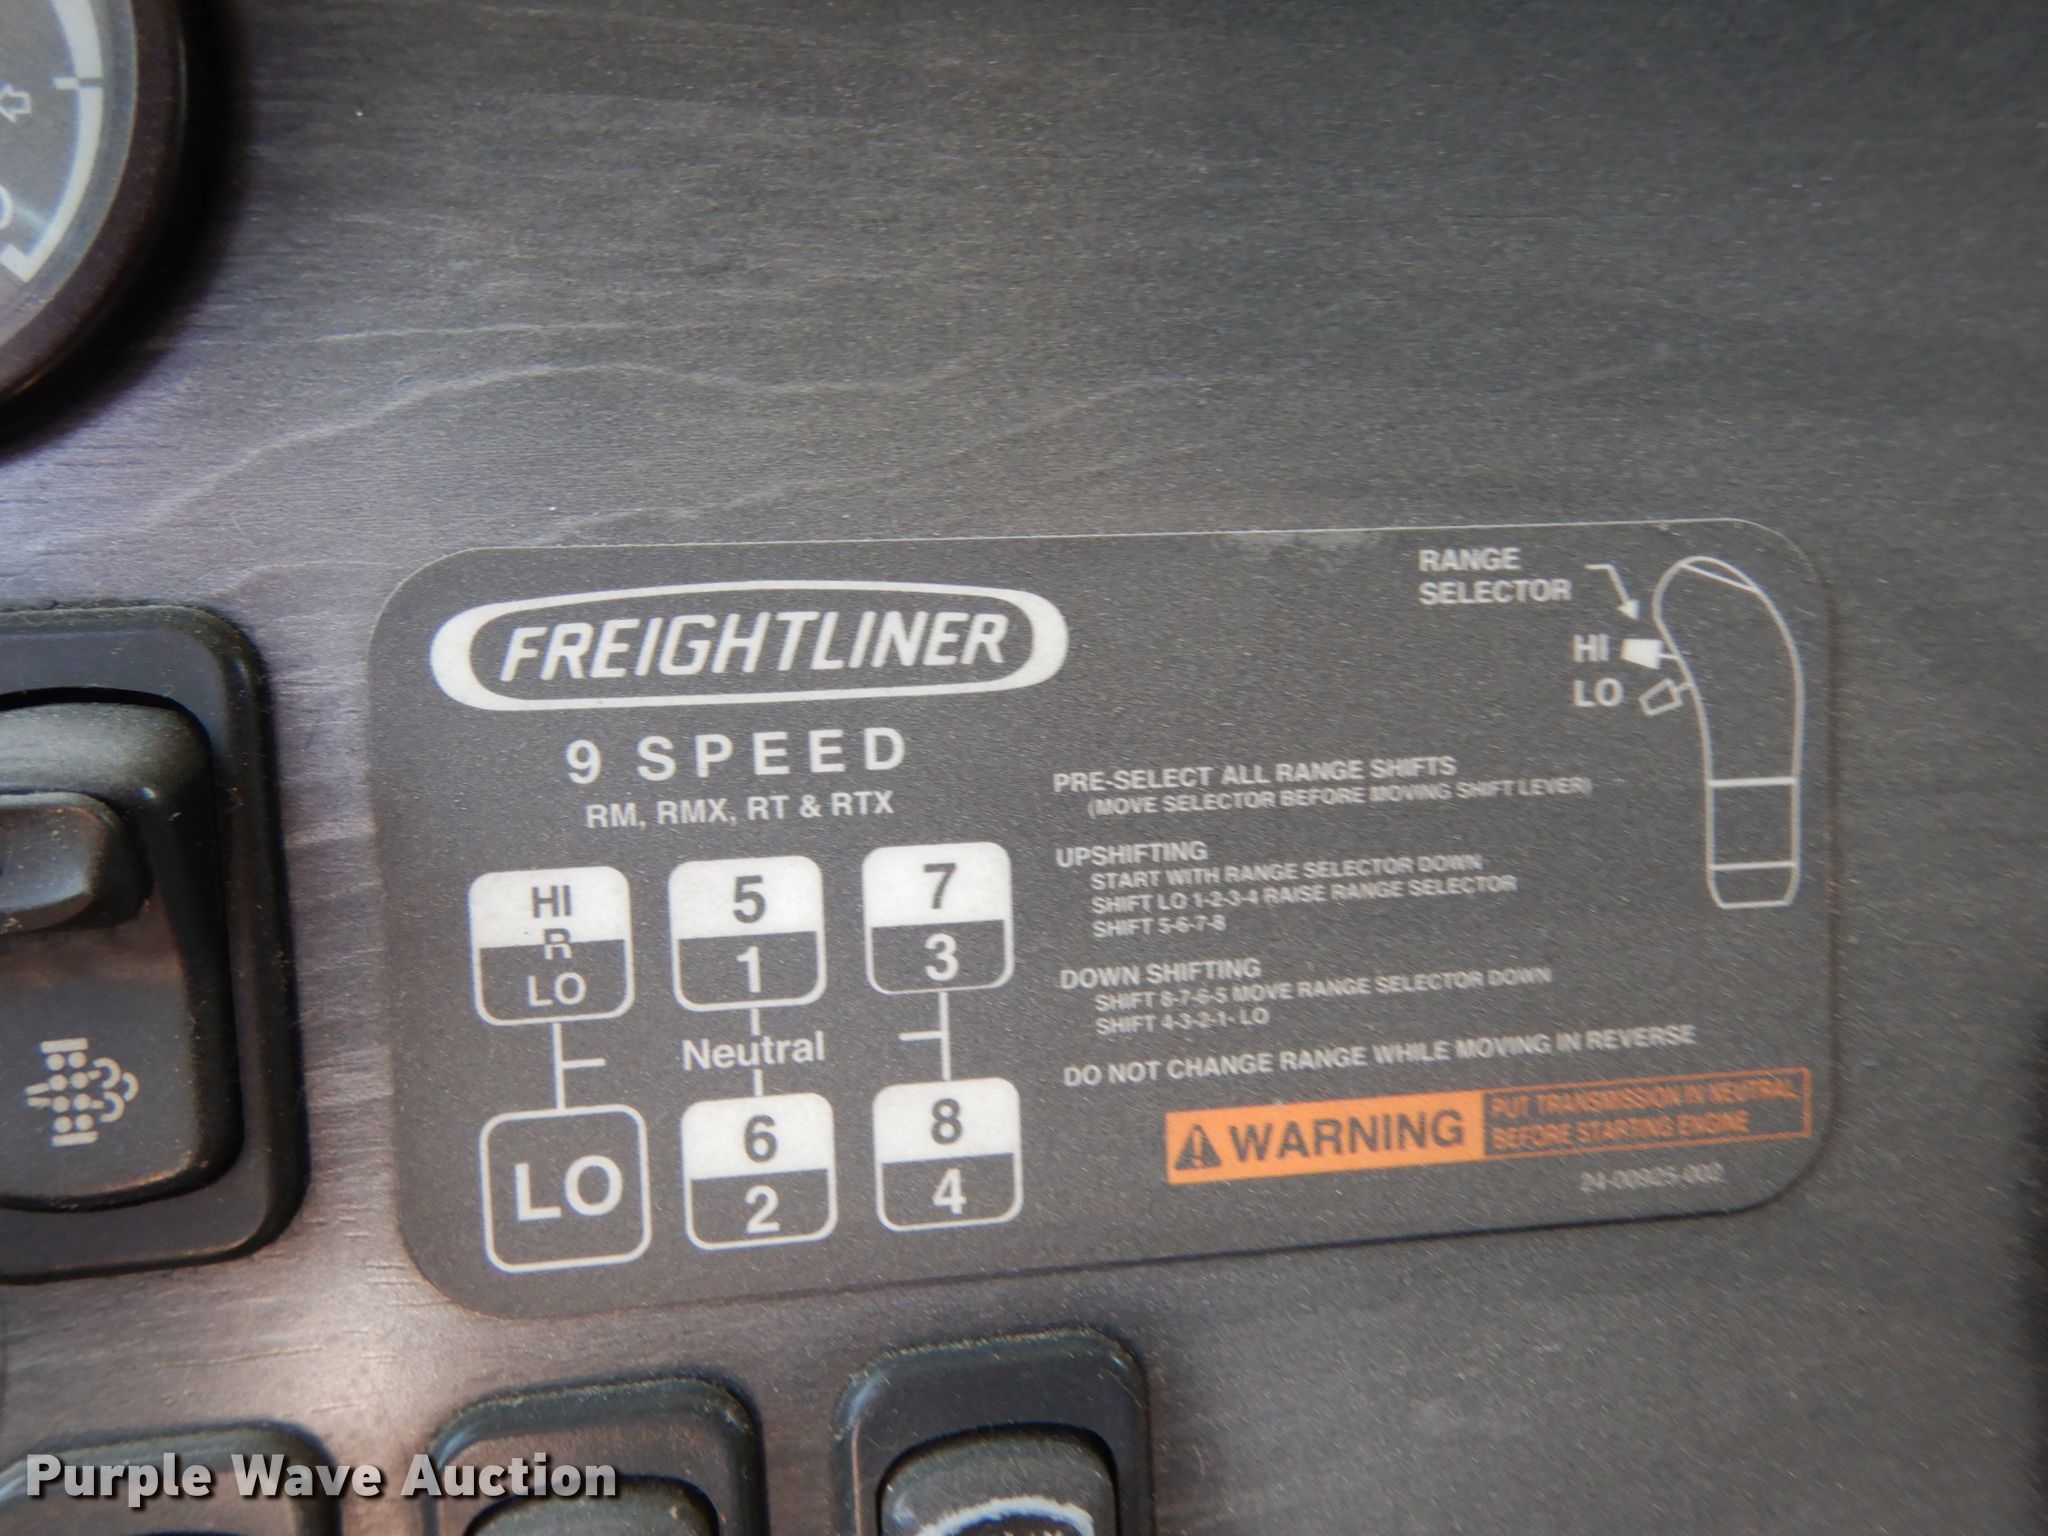 FREIGHTLINER
9 SPEED
RM, RMX, RT & RTX
HI
R
LO
5
1
7
3
Neutral
LO
6
2
8
4
RANGE
SELECTOR
HI
LO
PRE-SELECT ALL RANGE SHIFTS
(MOVE SELECTOR BEFORE MOVING SHIFT LEVER)
UPSHIFTING
START WITH RANGE SELECTOR DOWN
SHIFT LO 1-2-3-4 RAISE RANGE SELECTOR
SHIFT 5-6-7-8
DOWN SHIFTING
SHIFT 8-7-6-5 MOVE RANGE SELECTOR DOWN
SHIFT 4-3-2-1- LO
DO NOT CHANGE RANGE WHILE MOVING IN REVERSE
WARNING
PUT TRANSMISSION IN NEUTRAL
BEFORE STARTING ENGINE
24-00925-002
Purple Wave Auction